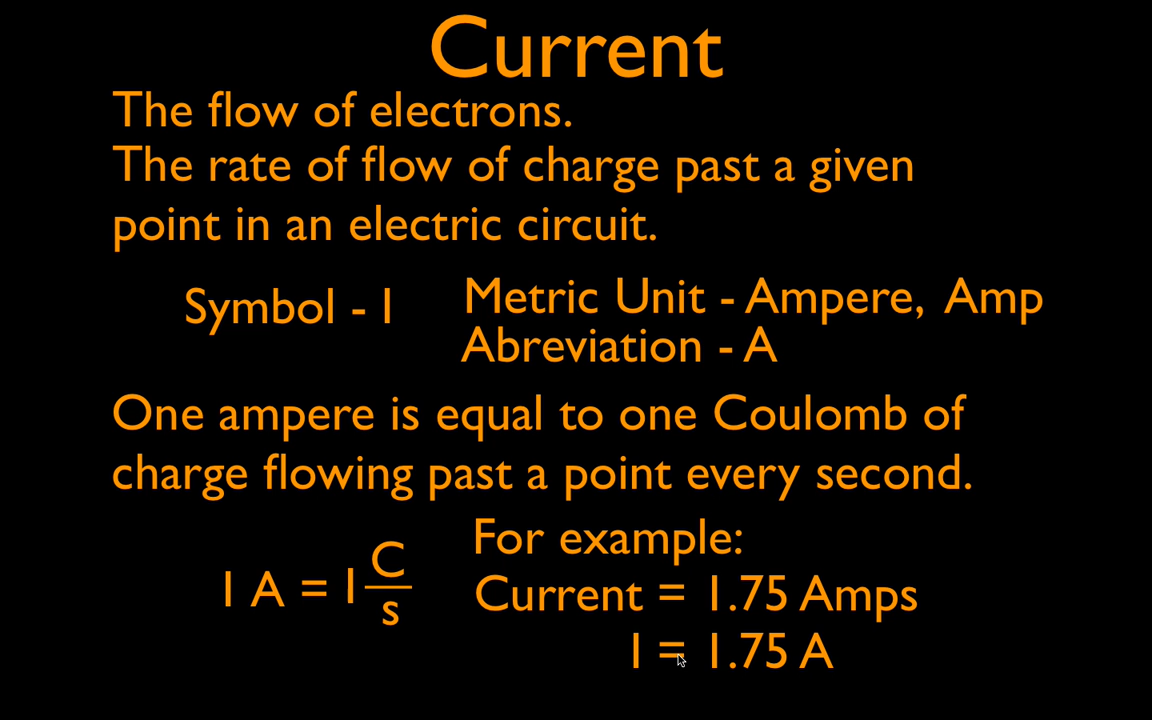 Current
The flow of electrons.
The rate of flow of charge past a given
point in an electric circuit.
Symbol - I
Metric Unit - Ampere, Amp
Abreviation - A
One ampere is equal to one Coulomb of
charge flowing past a point every second.
1 A = 1 C/s
For example:
Current = 1.75 Amps
I = 1.75 A